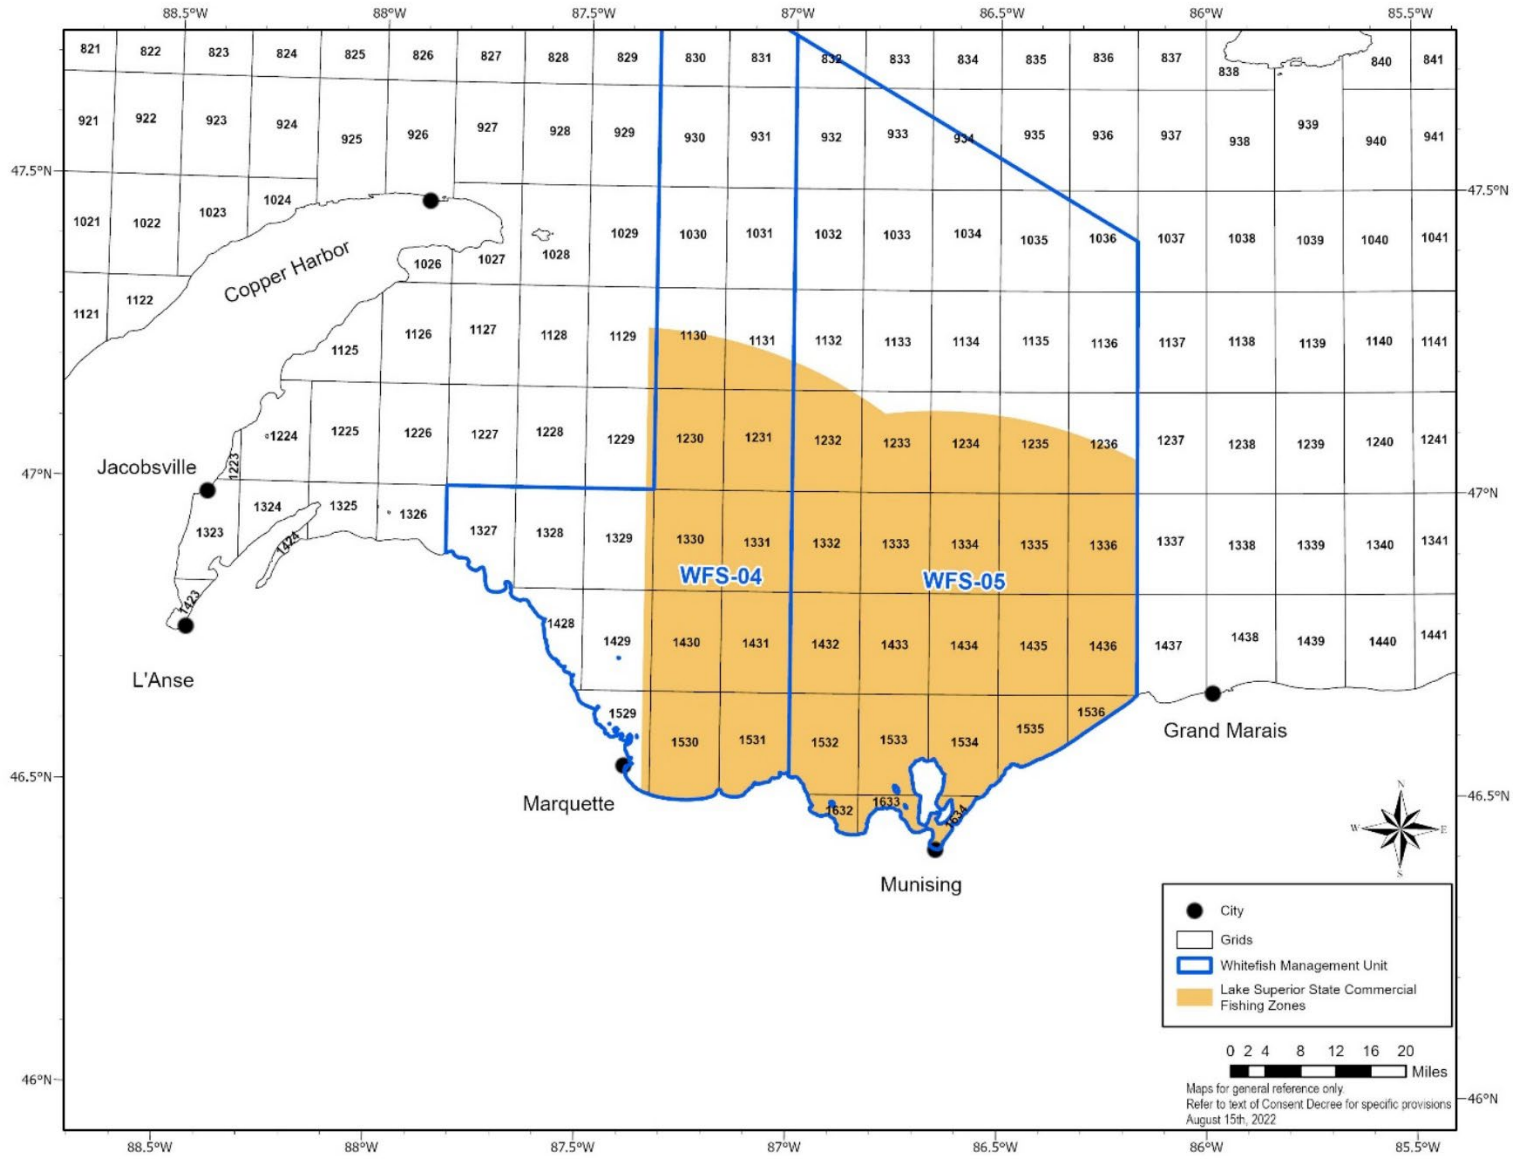 88.5°W 88°W 87.5°W 87°W 86.5°W 86°W 85.5°W
821 822 823 824 825 826 827 828 829 830 831 832 833 834 835 836 837 838 840 841
921 922 923 924 925 926 927 928 929 930 931 932 933 934 935 936 937 938 939 940 941
47.5°N 47.5°N
1021 1022 1023 1024 1026 1027 1028 1029 1030 1031 1032 1033 1034 1035 1036 1037 1038 1039 1040 1041
Copper Harbor
1121 1122 1125 1126 1127 1128 1129 1130 1131 1132 1133 1134 1135 1136 1137 1138 1139 1140 1141
1223 1224 1225 1226 1227 1228 1229 1230 1231 1232 1233 1234 1235 1236 1237 1238 1239 1240 1241
Jacobsville
47°N 47°N
1323 1324 1325 1326 1327 1328 1329 1330 1331 1332 1333 1334 1335 1336 1337 1338 1339 1340 1341
WFS-04 WFS-05
1423 1424 1428 1429 1430 1431 1432 1433 1434 1435 1436 1437 1438 1439 1440 1441
L'Anse
1529 1530 1531 1532 1533 1534 1535 1536
Grand Marais
46.5°N 46.5°N
Marquette
1632 1633 1634
Munising
N
W E
S
City
Grids
Whitefish Management Unit
Lake Superior State Commercial
Fishing Zones
0 2 4 8 12 16 20
Miles
46°N 46°N
Maps for general reference only.
Refer to text of Consent Decree for specific provisions
August 15th, 2022
88.5°W 88°W 87.5°W 87°W 86.5°W 86°W 85.5°W